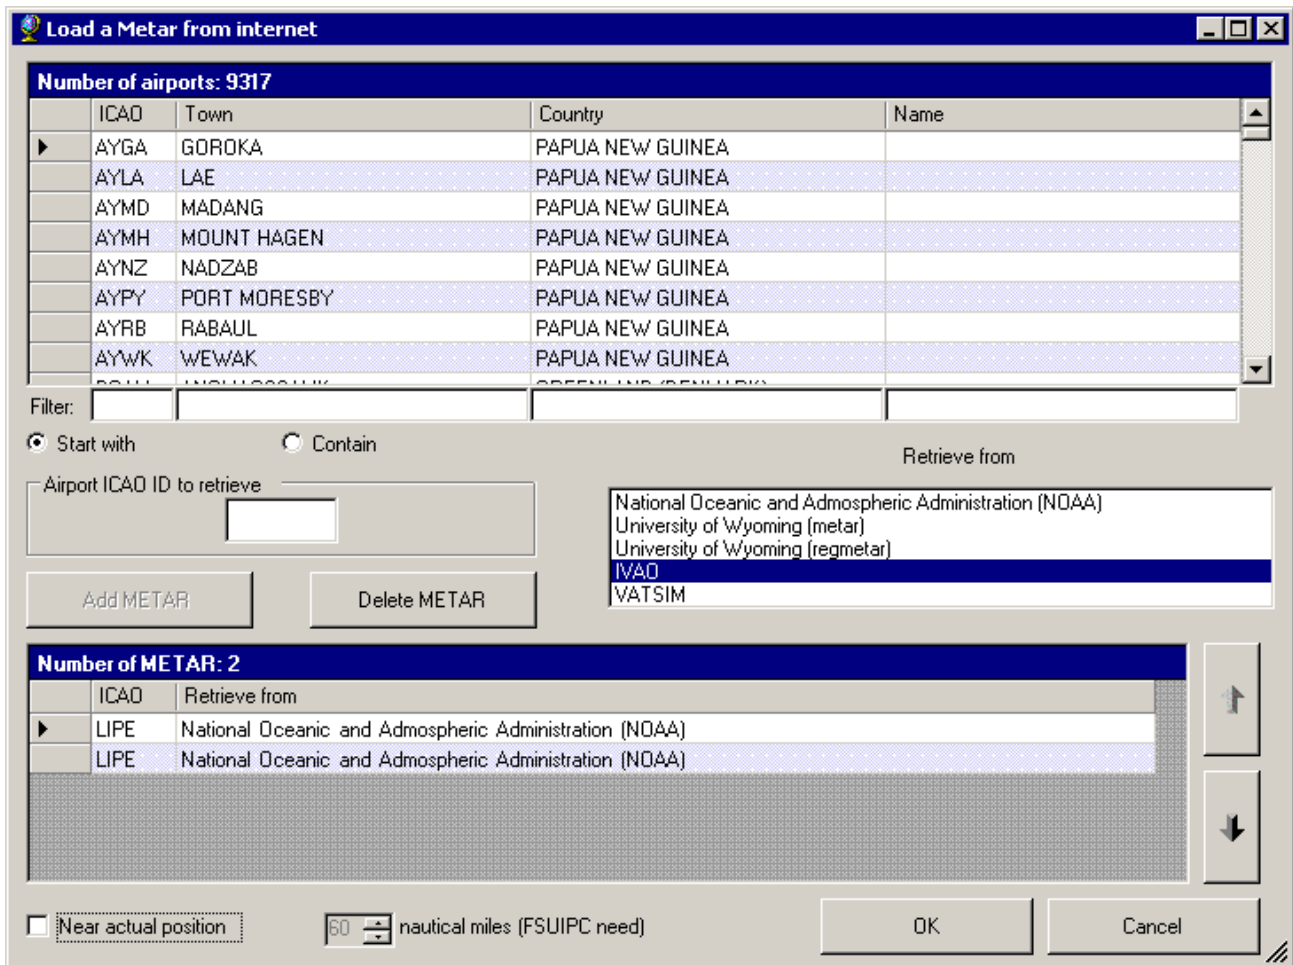 Load a Metar from internet
Number of airports: 9317
ICAO Town Country Name
AYGA GOROKA PAPUA NEW GUINEA
AYLA LAE PAPUA NEW GUINEA
AYMD MADANG PAPUA NEW GUINEA
AYMH MOUNT HAGEN PAPUA NEW GUINEA
AYNZ NADZAB PAPUA NEW GUINEA
AYPY PORT MORESBY PAPUA NEW GUINEA
AYRB RABAUL PAPUA NEW GUINEA
AYWK WEWAK PAPUA NEW GUINEA
Filter:
Start with Contain
Retrieve from
Airport ICAO ID to retrieve
National Oceanic and Admospheric Administration (NOAA)
University of Wyoming (metar)
University of Wyoming (regmetar)
IVAO
VATSIM
Add METAR Delete METAR
Number of METAR: 2
ICAO Retrieve from
LIPE National Oceanic and Admospheric Administration (NOAA)
LIPE National Oceanic and Admospheric Administration (NOAA)
Near actual position 60 nautical miles (FSUIPC need) OK Cancel